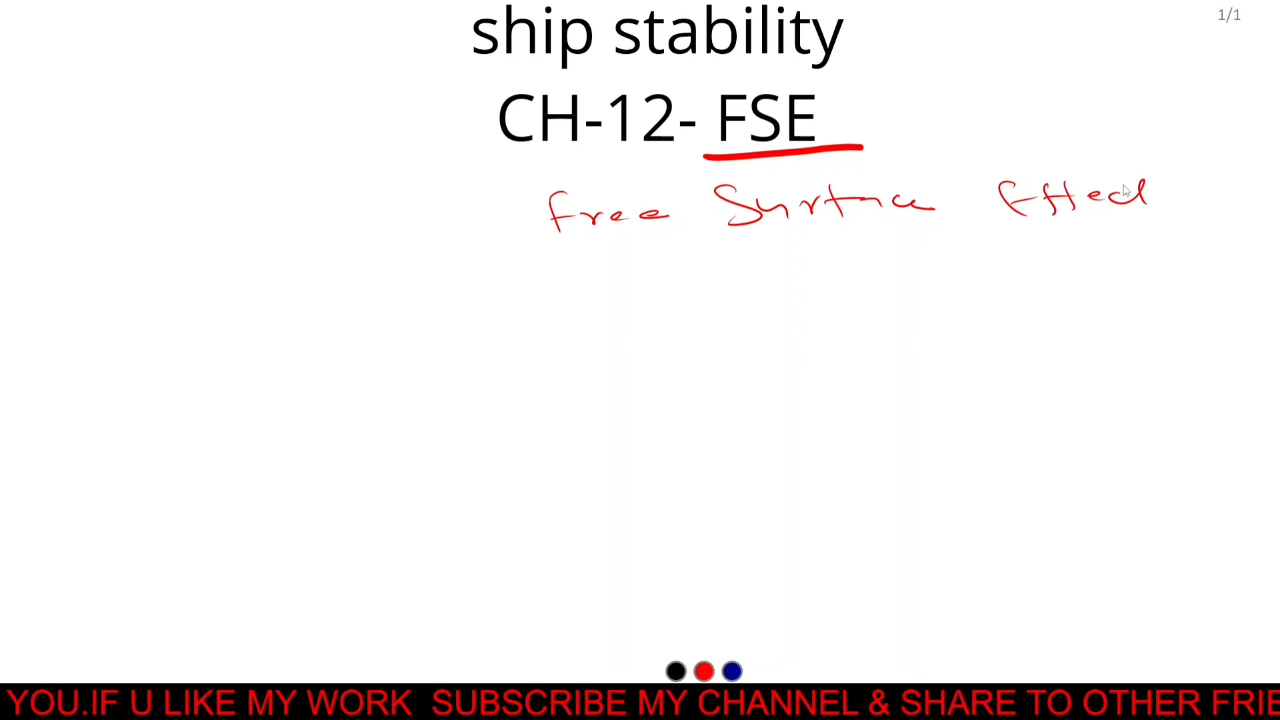 1/1
ship stability
CH-12- FSE
Free Surface Effect
YOU.IF U LIKE MY WORK SUBSCRIBE MY CHANNEL & SHARE TO OTHER FRIE